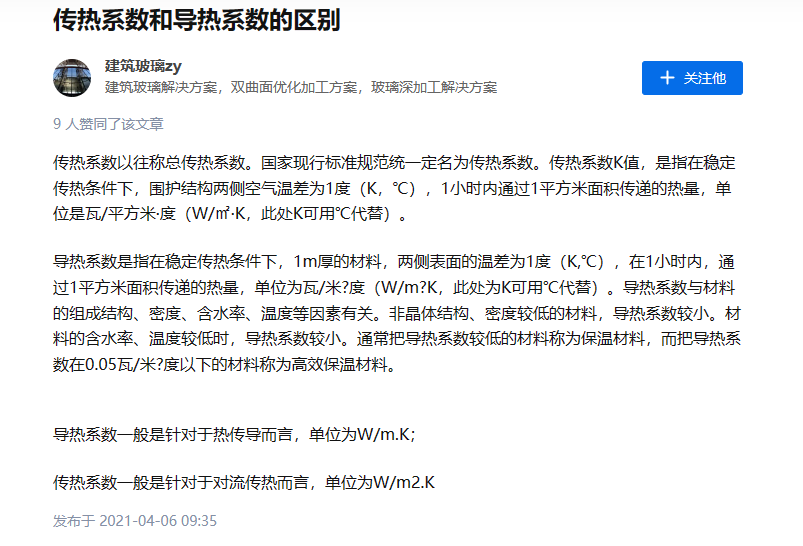 传热系数和导热系数的区别
建筑玻璃zy
建筑玻璃解决方案，双曲面优化加工方案，玻璃深加工解决方案
+ 关注他
9 人赞同了该文章
传热系数以往称总传热系数。国家现行标准规范统一定名为传热系数。传热系数K值，是指在稳定
传热条件下，围护结构两侧空气温差为1度（K，℃），1小时内通过1平方米面积传递的热量，单
位是瓦/平方米·度（W/㎡·K，此处K可用℃代替）。
导热系数是指在稳定传热条件下，1m厚的材料，两侧表面的温差为1度（K,℃），在1小时内，通
过1平方米面积传递的热量，单位为瓦/米?度（W/m?K，此处为K可用℃代替）。导热系数与材料
的组成结构、密度、含水率、温度等因素有关。非晶体结构、密度较低的材料，导热系数较小。材
料的含水率、温度较低时，导热系数较小。通常把导热系数较低的材料称为保温材料，而把导热系
数在0.05瓦/米?度以下的材料称为高效保温材料。
导热系数一般是针对于热传导而言，单位为W/m.K；
传热系数一般是针对于对流传热而言，单位为W/m2.K
发布于 2021-04-06 09:35